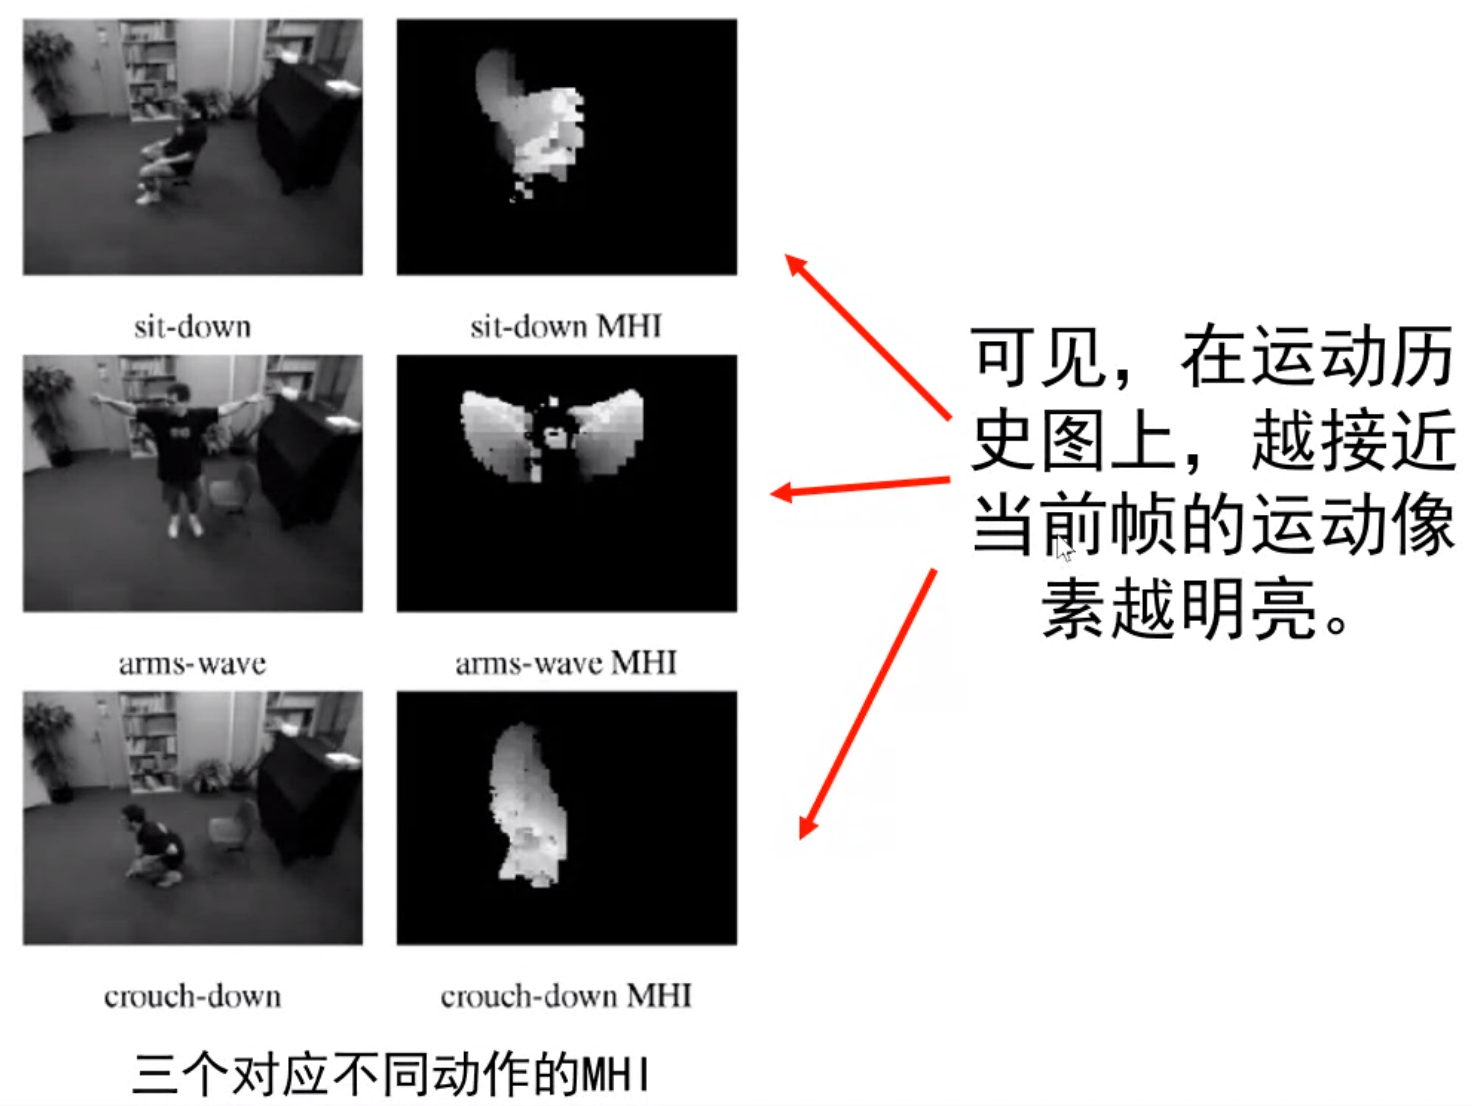 sit-down
sit-down MHI
arms-wave
arms-wave MHI
crouch-down
crouch-down MHI
三个对应不同动作的MHI
可见，在运动历
史图上，越接近
当前帧的运动像
素越明亮。